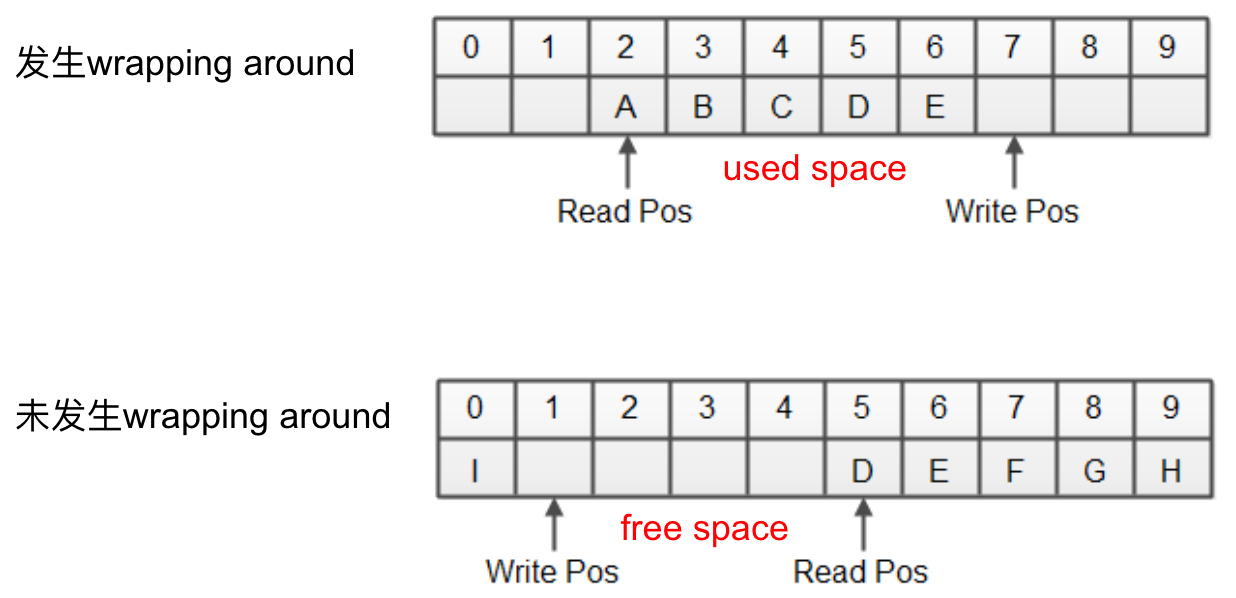 发生wrapping around
0 1 2 3 4 5 6 7 8 9
A B C D E
used space
Read Pos Write Pos
未发生wrapping around
0 1 2 3 4 5 6 7 8 9
I D E F G H
free space
Write Pos Read Pos